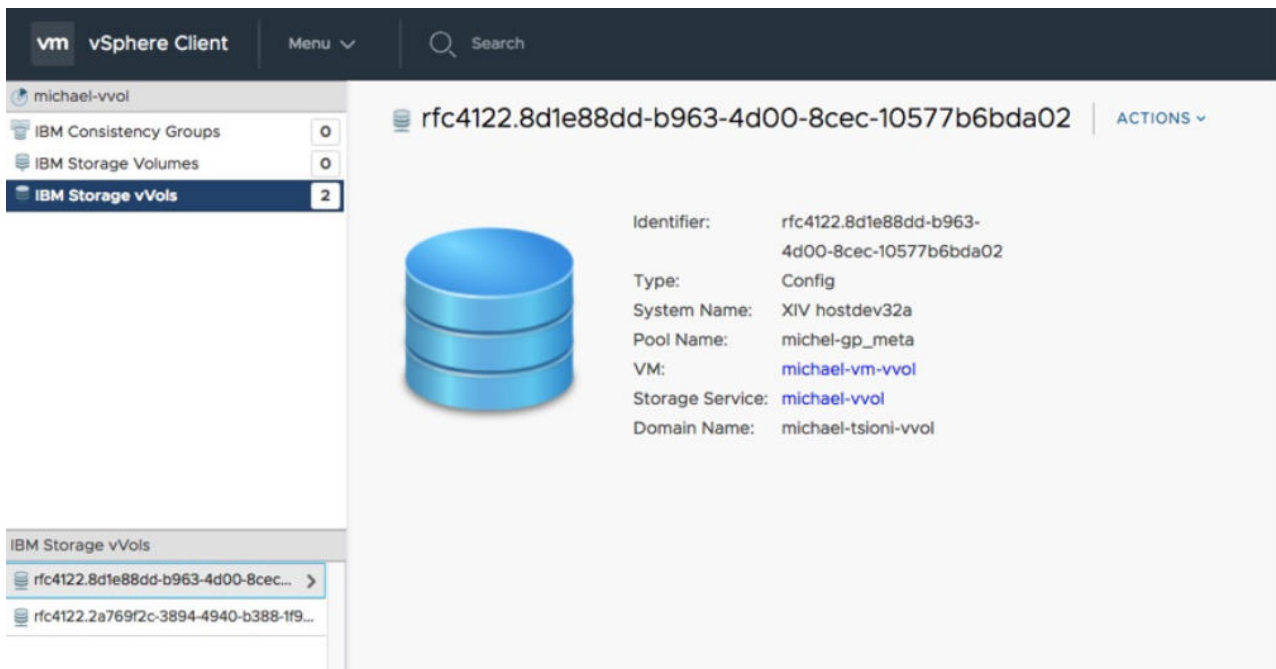 vm vSphere Client Menu Search
michael-vvol
IBM Consistency Groups 0
IBM Storage Volumes 0
IBM Storage vVols 2
rfc4122.8d1e88dd-b963-4d00-8cec-10577b6bda02 ACTIONS
Identifier: rfc4122.8d1e88dd-b963-
4d00-8cec-10577b6bda02
Type: Config
System Name: XIV hostdev32a
Pool Name: michel-gp_meta
VM: michael-vm-vvol
Storage Service: michael-vvol
Domain Name: michael-tsioni-vvol
IBM Storage vVols
rfc4122.8d1e88dd-b963-4d00-8cec...
rfc4122.2a769f2c-3894-4940-b388-1f9...